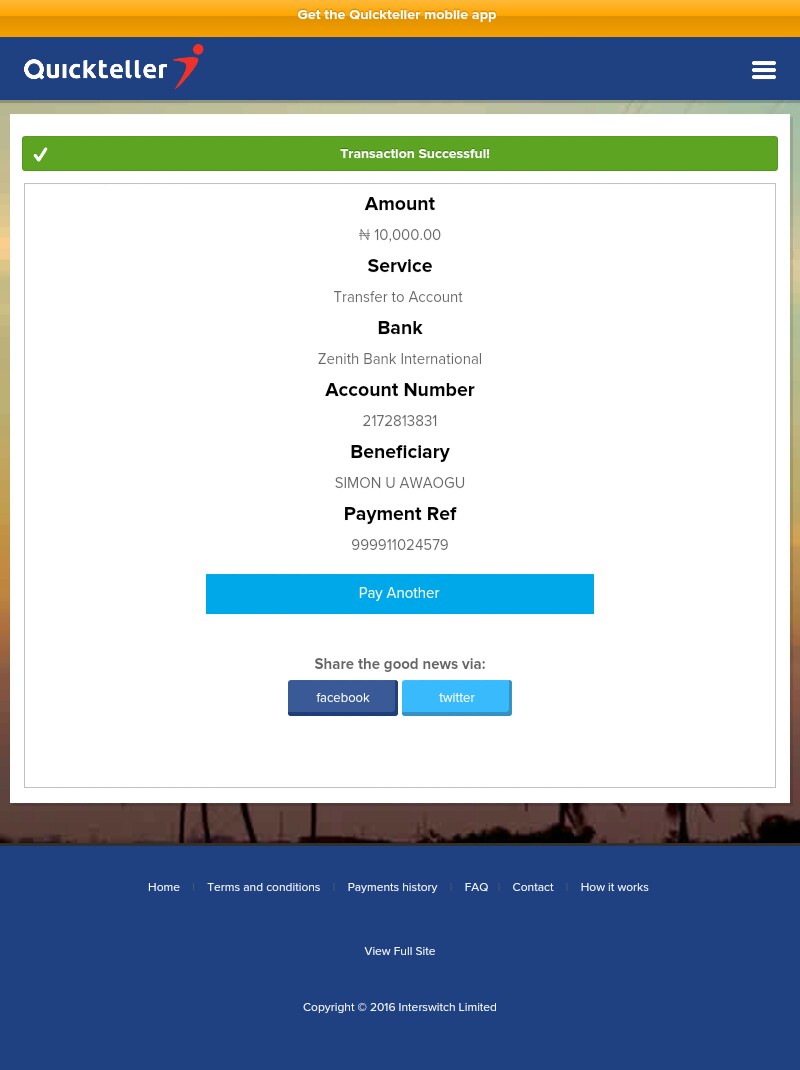 Get the Quickteller mobile app
Quickteller
Transaction Successful!
Amount
₦ 10,000.00
Service
Transfer to Account
Bank
Zenith Bank International
Account Number
2172813831
Beneficiary
SIMON U AWAOGU
Payment Ref
999911024579
Pay Another
Share the good news via:
facebook twitter
Home | Terms and conditions | Payments history | FAQ | Contact | How it works
View Full Site
Copyright © 2016 Interswitch Limited